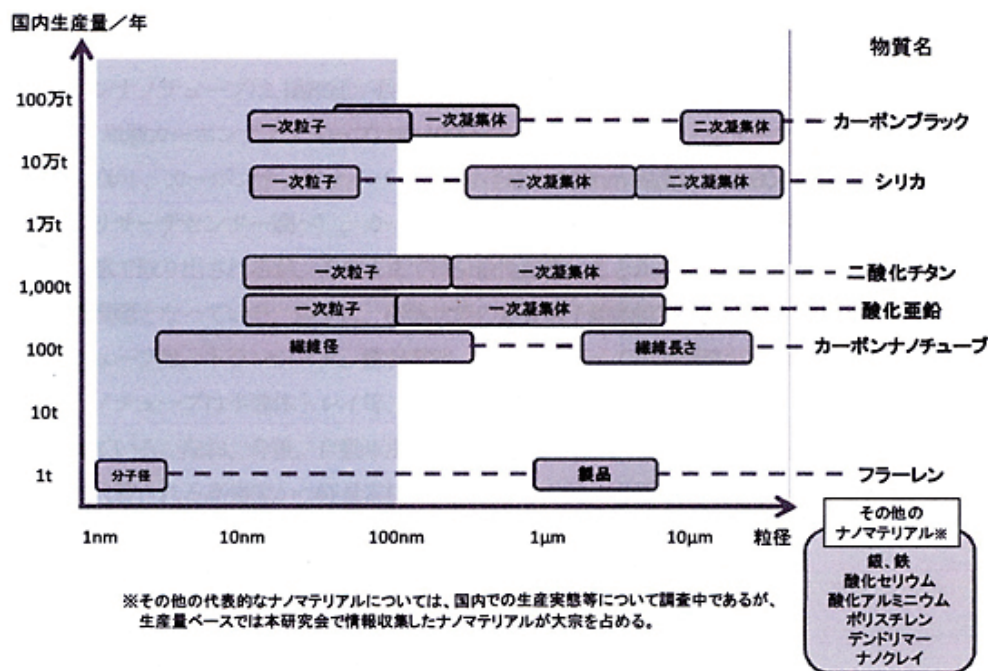 国内生産量／年
物質名
100万t
一次粒子
一次凝集体
二次凝集体
カーボンブラック
10万t
一次粒子
一次凝集体
二次凝集体
シリカ
1万t
一次粒子
一次凝集体
二酸化チタン
1,000t
一次粒子
一次凝集体
酸化亜鉛
100t
繊維径
繊維長さ
カーボンナノチューブ
10t
1t
分子径
製品
フラーレン
1nm
10nm
100nm
1μm
10μm
粒径
その他の
ナノマテリアル※
銀、鉄
酸化セリウム
酸化アルミニウム
ポリスチレン
デンドリマー
ナノクレイ
※その他の代表的なナノマテリアルについては、国内での生産実態等について調査中であるが、
生産量ベースでは本研究会で情報収集したナノマテリアルが大宗を占める。